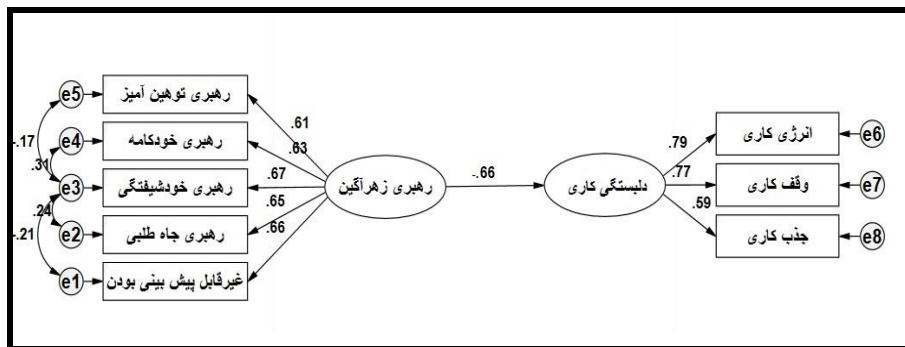 e5
رهبری توهین آمیز
.61
-.17
e4
رهبری خودکامه
.63
.31
e3
رهبری خودشیفتگی
.67
رهبری زهرآگین
-.66
دلبستگی کاری
.24
e2
رهبری جاه طلبی
.65
-.21
e1
غیرقابل پیش بینی بودن
.66
.79
انرژی کاری
e6
.77
وقف کاری
e7
.59
جذب کاری
e8